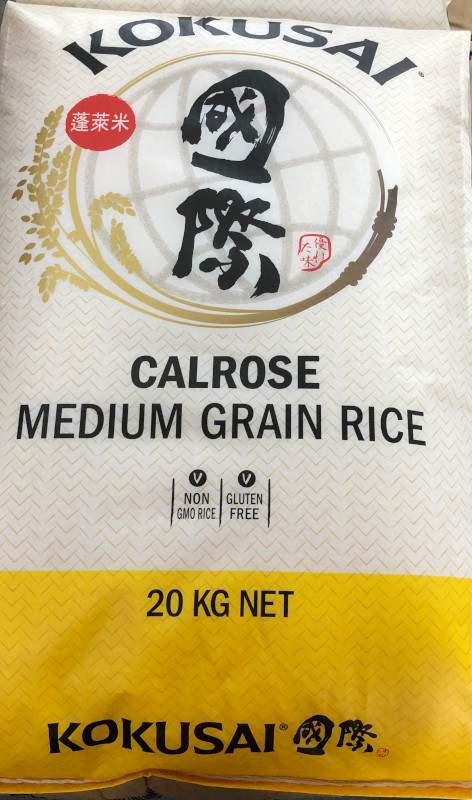 KOKUSAI®
國
際
蓬萊米
CALROSE
MEDIUM GRAIN RICE
NON
GMO RICE
GLUTEN
FREE
20 KG NET
KOKUSAI® 國際